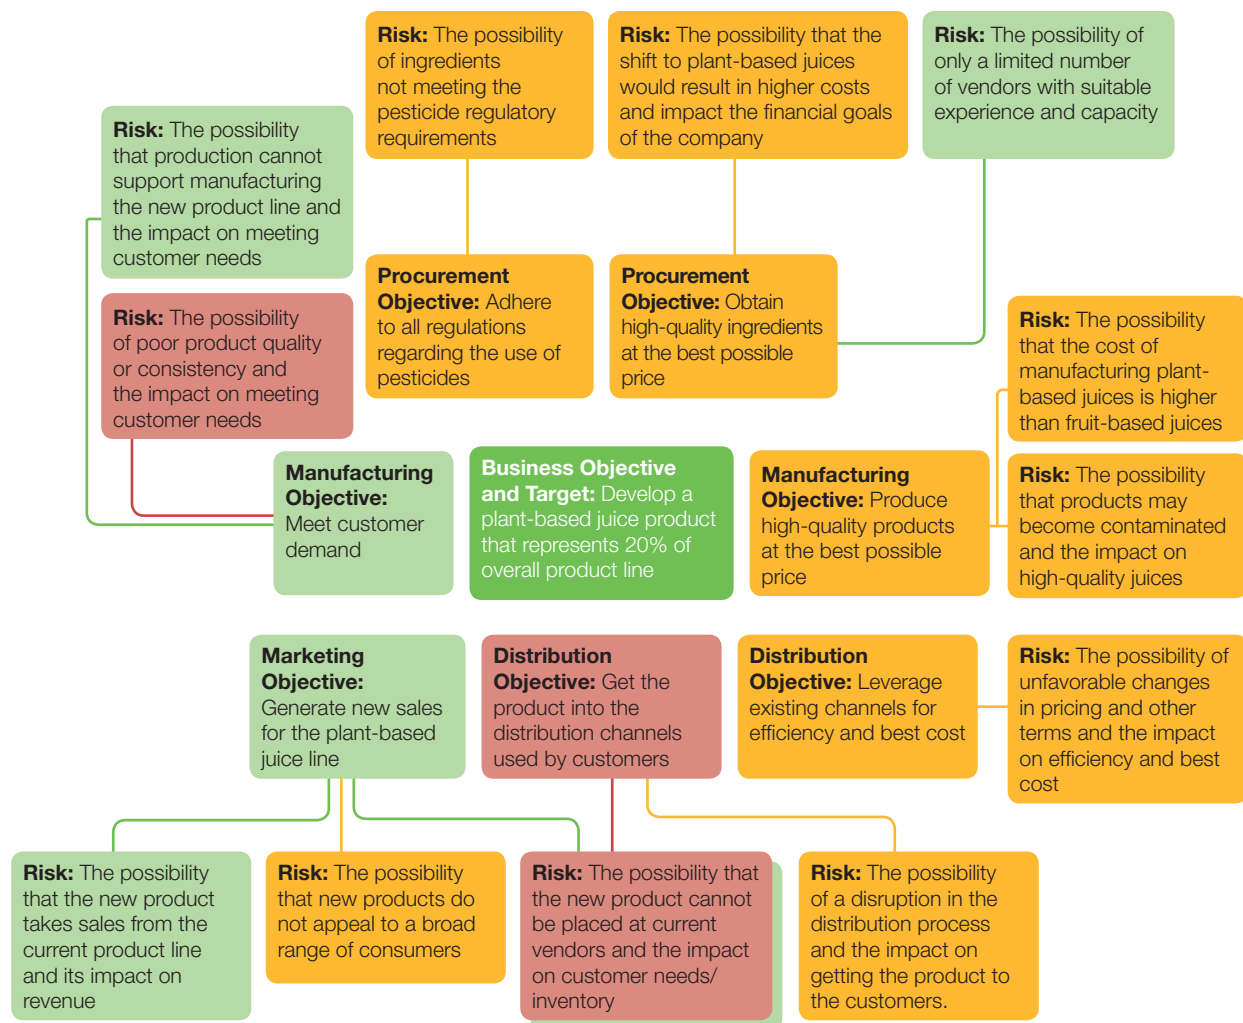 Risk: The possibility
of ingredients
not meeting the
pesticide regulatory
requirements
Risk: The possibility that the
shift to plant-based juices
would result in higher costs
and impact the financial goals
of the company
Risk: The possibility of
only a limited number
of vendors with suitable
experience and capacity
Risk: The possibility
that production cannot
support manufacturing
the new product line and
the impact on meeting
customer needs
Procurement
Objective: Adhere
to all regulations
regarding the use of
pesticides
Procurement
Objective: Obtain
high-quality ingredients
at the best possible
price
Risk: The possibility
of poor product quality
or consistency and
the impact on meeting
customer needs
Risk: The possibility
that the cost of
manufacturing plant-
based juices is higher
than fruit-based juices
Manufacturing
Objective:
Meet customer
demand
Business Objective
and Target: Develop a
plant-based juice product
that represents 20% of
overall product line
Manufacturing
Objective: Produce
high-quality products
at the best possible
price
Risk: The possibility
that products may
become contaminated
and the impact on
high-quality juices
Marketing
Objective:
Generate new sales
for the plant-based
juice line
Distribution
Objective: Get the
product into the
distribution channels
used by customers
Distribution
Objective: Leverage
existing channels for
efficiency and best cost
Risk: The possibility of
unfavorable changes
in pricing and other
terms and the impact
on efficiency and best
cost
Risk: The possibility
that the new product
takes sales from the
current product line
and its impact on
revenue
Risk: The possibility
that new products do
not appeal to a broad
range of consumers
Risk: The possibility that
the new product cannot
be placed at current
vendors and the impact
on customer needs/
inventory
Risk: The possibility
of a disruption in the
distribution process
and the impact on
getting the product to
the customers.